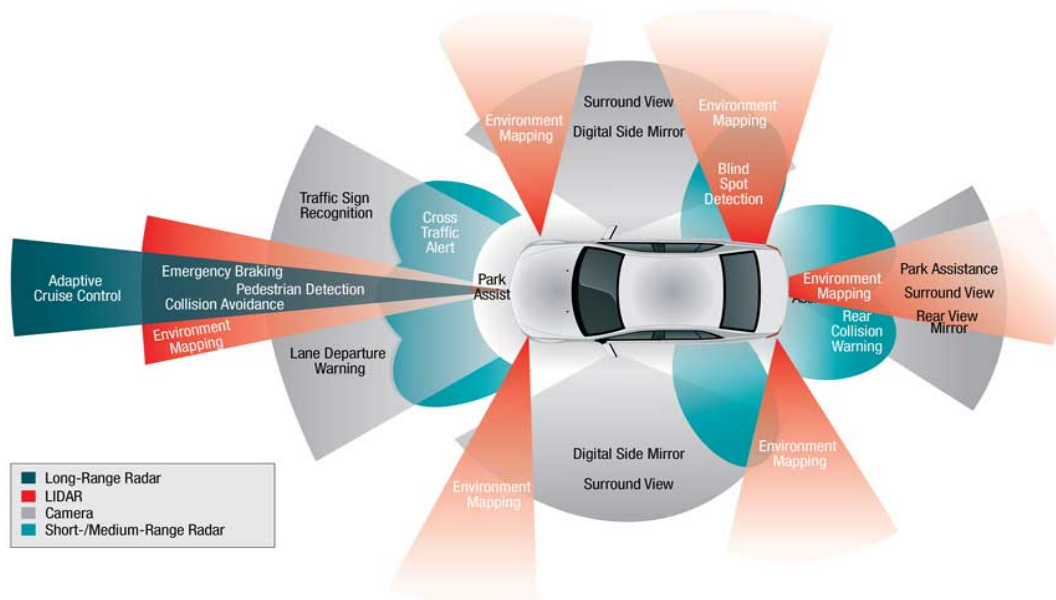 Surround View
Digital Side Mirror
Environment
Mapping
Environment
Mapping
Blind
Spot
Detection
Traffic Sign
Recognition
Cross
Traffic
Alert
Adaptive
Cruise Control
Emergency Braking
Pedestrian Detection
Collision Avoidance
Environment
Mapping
Park
Assist
Lane Departure
Warning
Environment
Mapping
Rear
Collision
Warning
Park Assistance
Surround View
Rear View
Mirror
Digital Side Mirror
Surround View
Environment
Mapping
Environment
Mapping
Long-Range Radar
LIDAR
Camera
Short-/Medium-Range Radar